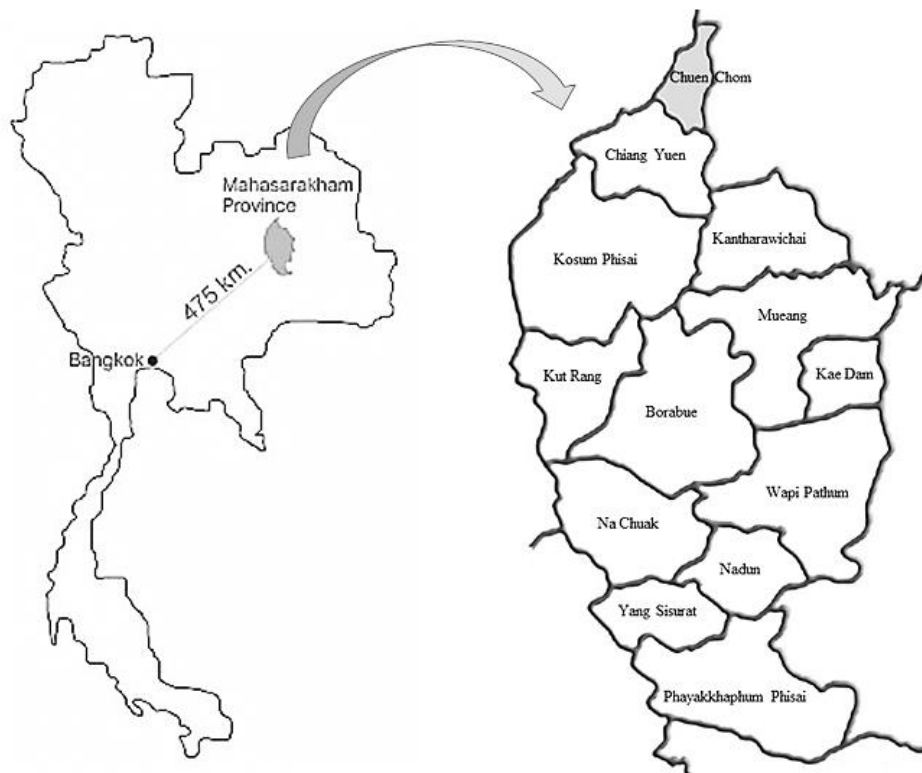 Mahasarakham
Province
475 km.
Bangkok
Chuen Chom
Chiang Yuen
Kantharawichai
Kosum Phisai
Mueang
Kut Rang
Kae Dam
Borabue
Wapi Pathum
Na Chuak
Nadun
Yang Sisurat
Phayakkhaphum Phisai